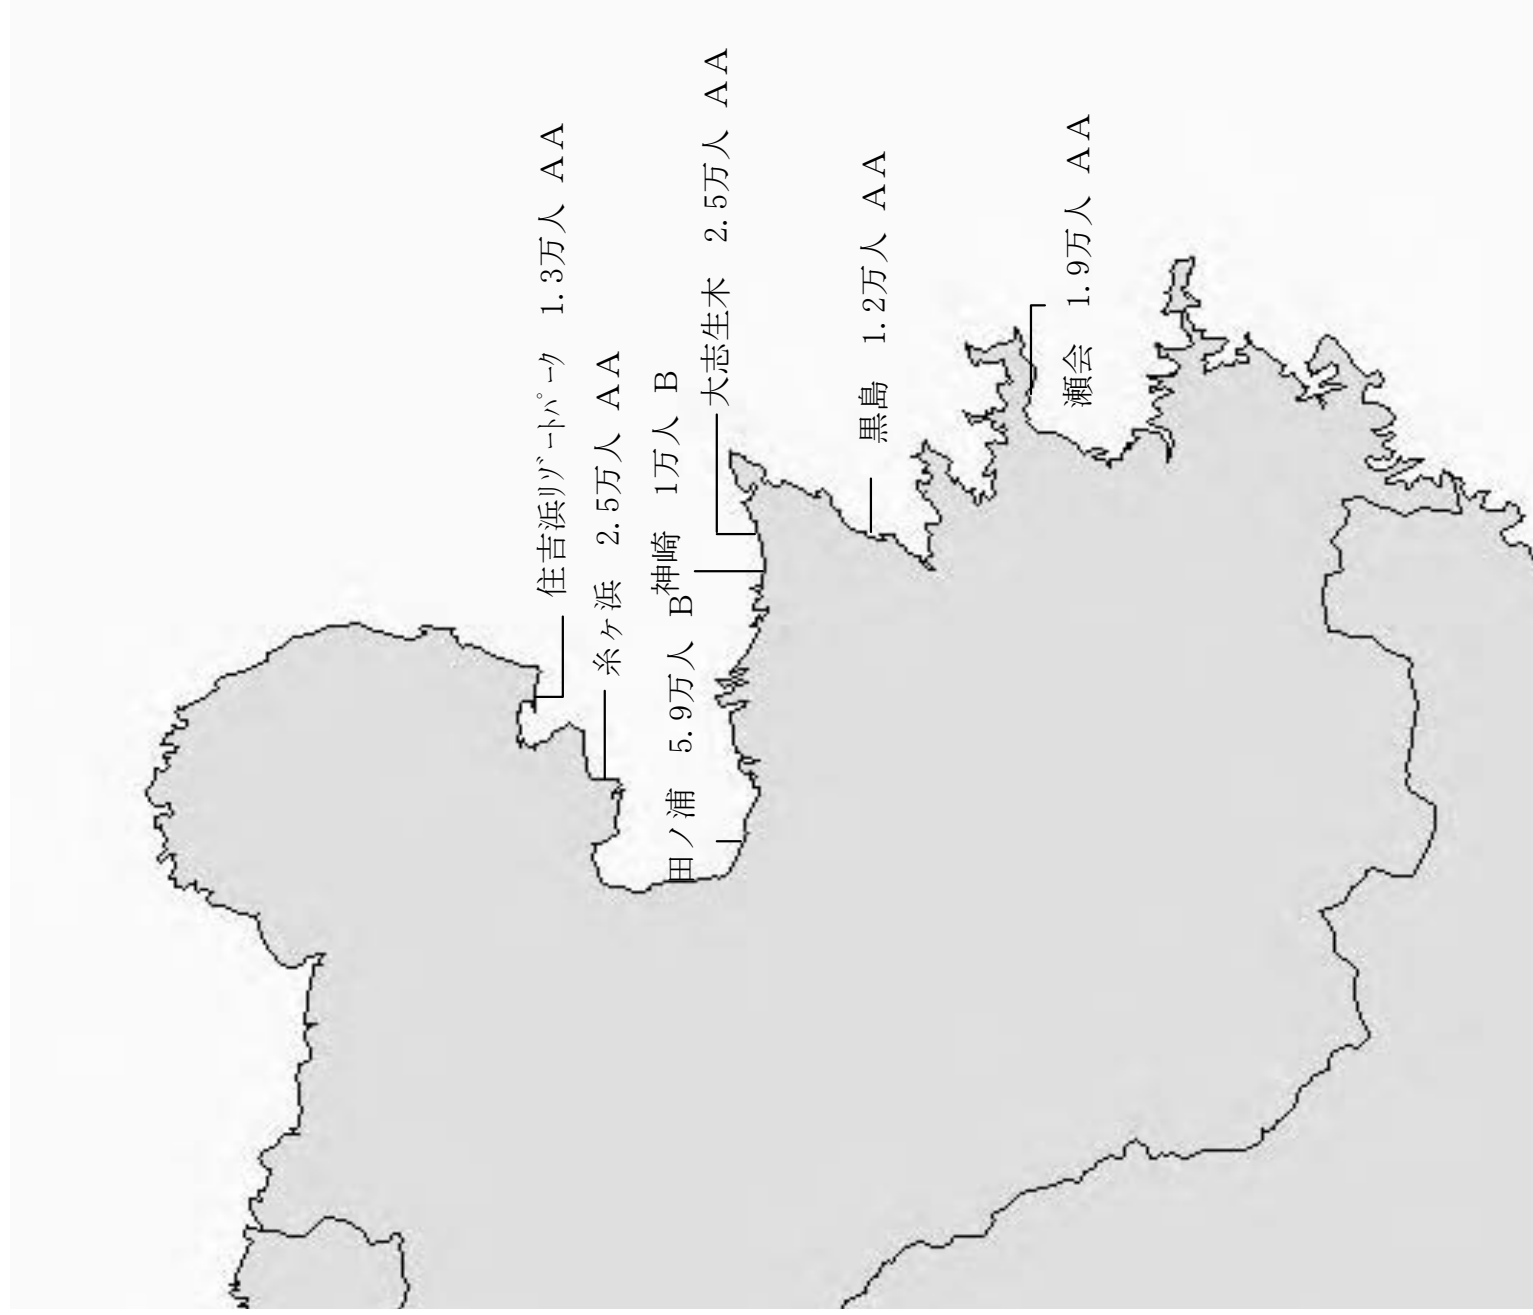 住吉浜ﾘｿﾞｰﾄﾊﾟｰｸ 1.3万人 AA
糸ヶ浜 2.5万人 AA
田ノ浦 5.9万人 B
神崎 1万人 B
大志生木 2.5万人 AA
黒島 1.2万人 AA
瀬会 1.9万人 AA